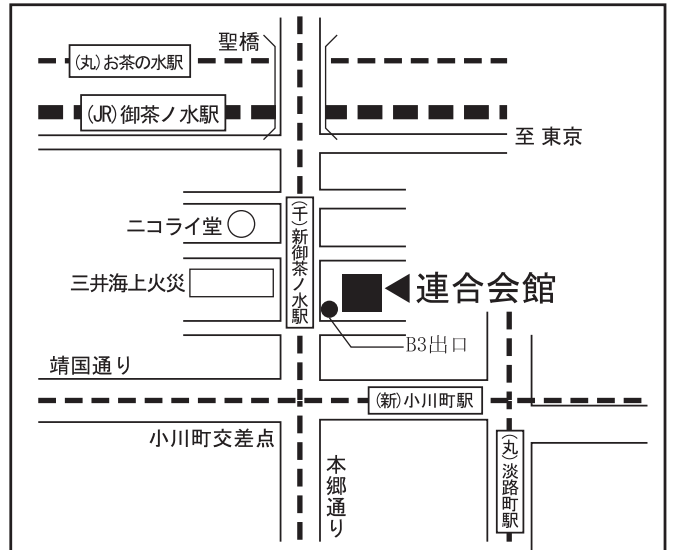 聖橋
(丸)お茶の水駅
(JR)御茶ノ水駅
至 東京
ニコライ堂
(千)新御茶ノ水駅
三井海上火災
連合会館
B3出口
靖国通り
(新)小川町駅
小川町交差点
本郷通り
(丸)淡路町駅